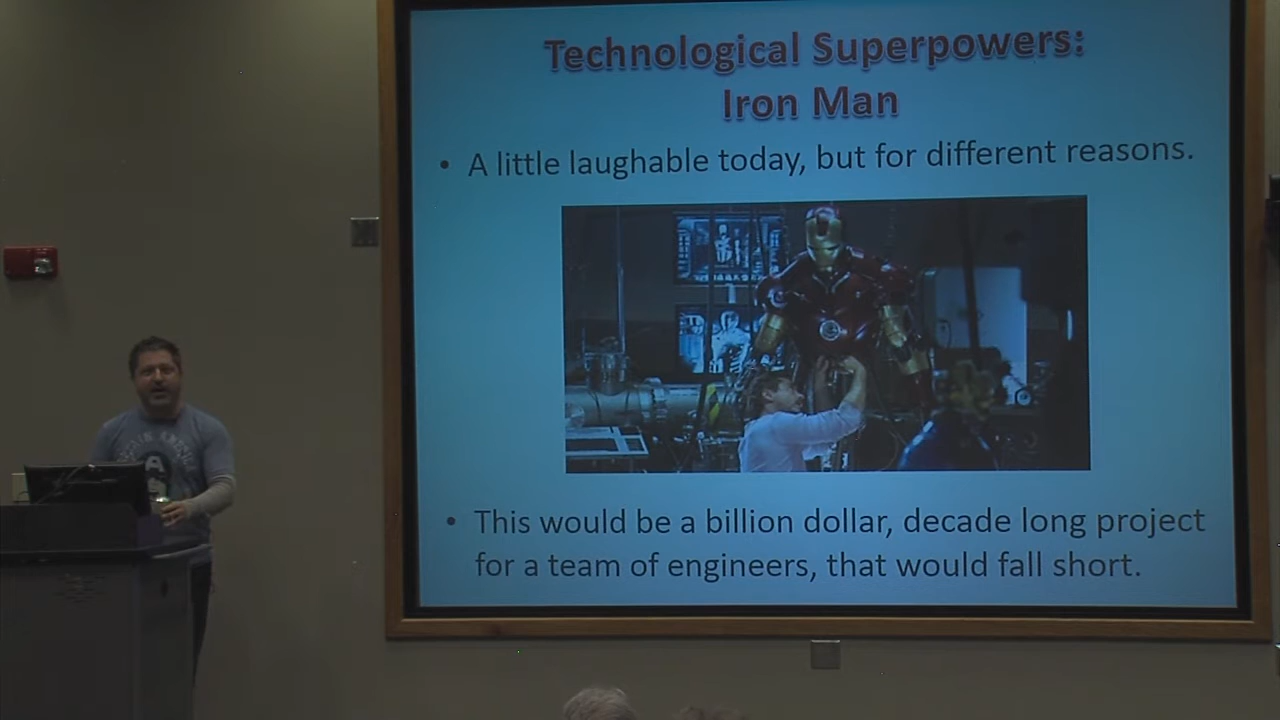 Technological Superpowers:
Iron Man
• A little laughable today, but for different reasons.
• This would be a billion dollar, decade long project
for a team of engineers, that would fall short.